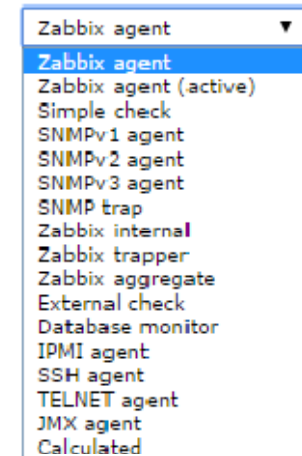 Zabbix agent
Zabbix agent
Zabbix agent (active)
Simple check
SNMPv1 agent
SNMPv2 agent
SNMPv3 agent
SNMP trap
Zabbix internal
Zabbix trapper
Zabbix aggregate
External check
Database monitor
IPMI agent
SSH agent
TELNET agent
JMX agent
Calculated